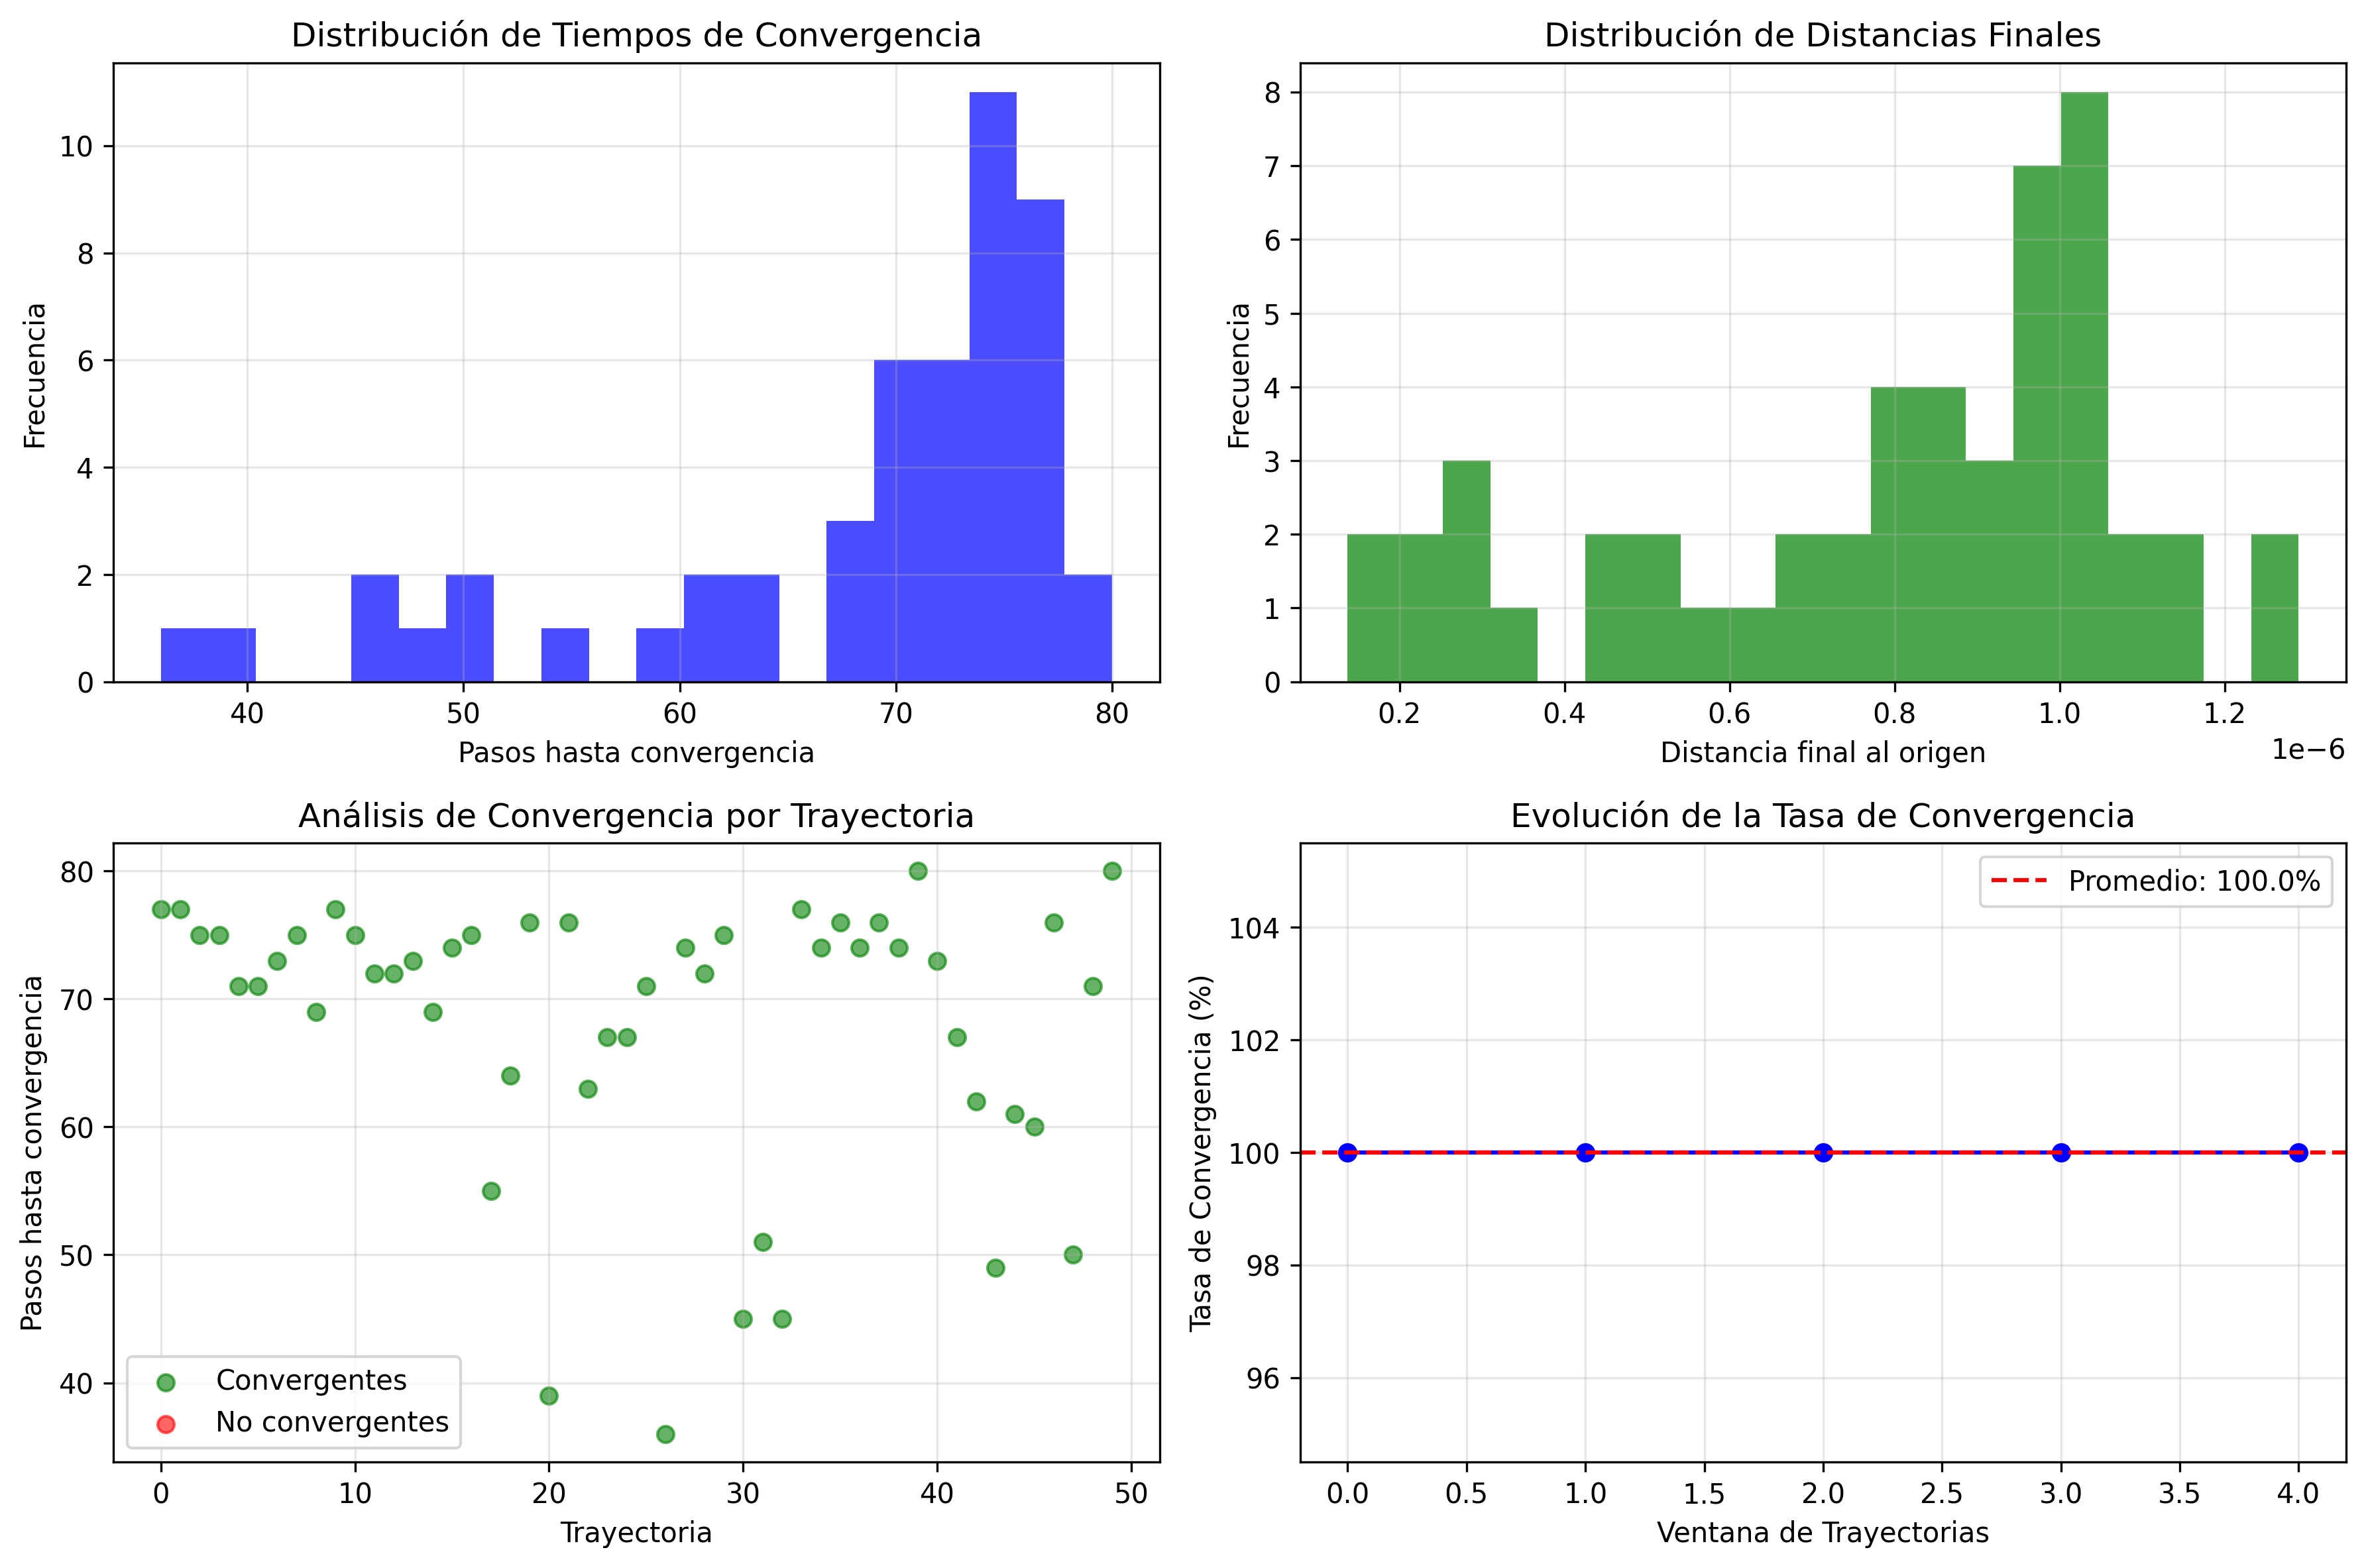 Distribución de Tiempos de Convergencia
Frecuencia
10
8
6
4
2
0
40 50 60 70 80
Pasos hasta convergencia
Distribución de Distancias Finales
Frecuencia
8
7
6
5
4
3
2
1
0
0.2 0.4 0.6 0.8 1.0 1.2
1e−6
Distancia final al origen
Análisis de Convergencia por Trayectoria
Pasos hasta convergencia
80
70
60
50
40
Convergentes
No convergentes
0 10 20 30 40 50
Trayectoria
Evolución de la Tasa de Convergencia
Tasa de Convergencia (%)
Promedio: 100.0%
104
102
100
98
96
0.0 0.5 1.0 1.5 2.0 2.5 3.0 3.5 4.0
Ventana de Trayectorias